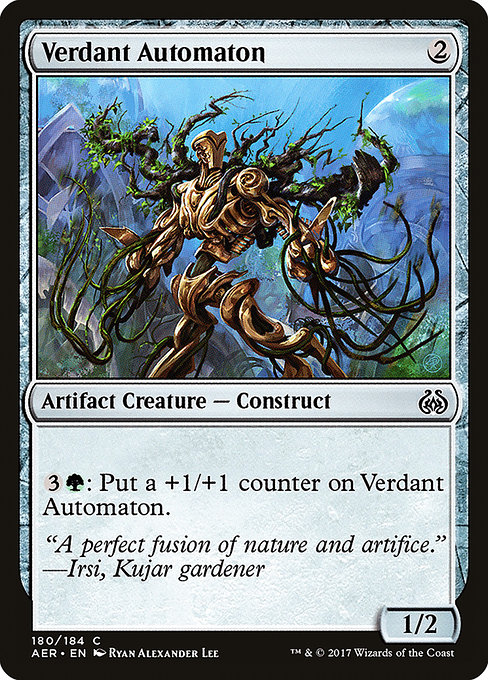 Verdant Automaton 2
Artifact Creature — Construct
3: Put a +1/+1 counter on Verdant
Automaton.
“A perfect fusion of nature and artifice.”
—Irsi, Kujar gardener
1/2
180/184 C
AER • EN Ryan Alexander Lee
™ & © 2017 Wizards of the Coast